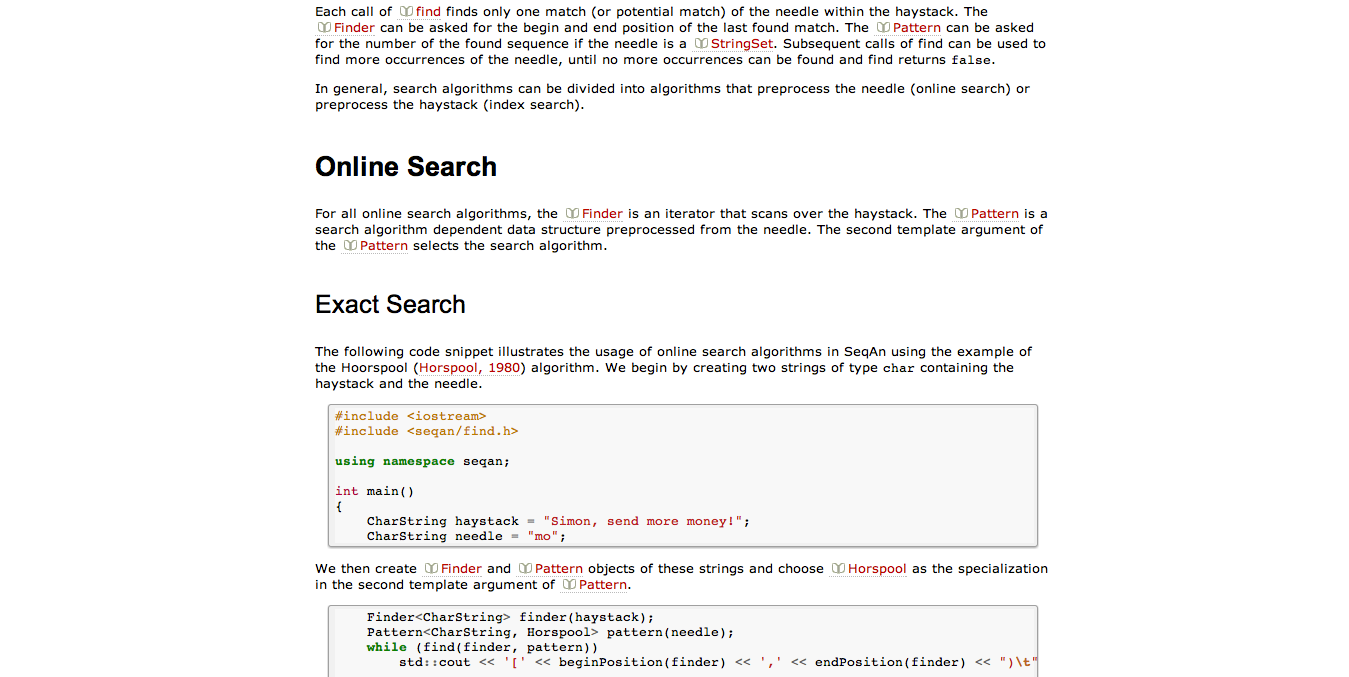 Each call of find finds only one match (or potential match) of the needle within the haystack. The
Finder can be asked for the begin and end position of the last found match. The Pattern can be asked
for the number of the found sequence if the needle is a StringSet. Subsequent calls of find can be used to
find more occurrences of the needle, until no more occurrences can be found and find returns false.
In general, search algorithms can be divided into algorithms that preprocess the needle (online search) or
preprocess the haystack (index search).
Online Search
For all online search algorithms, the Finder is an iterator that scans over the haystack. The Pattern is a
search algorithm dependent data structure preprocessed from the needle. The second template argument of
the Pattern selects the search algorithm.
Exact Search
The following code snippet illustrates the usage of online search algorithms in SeqAn using the example of
the Hoorspool (Horspool, 1980) algorithm. We begin by creating two strings of type char containing the
haystack and the needle.
#include <iostream>
#include <seqan/find.h>
using namespace seqan;
int main()
{
    CharString haystack = "Simon, send more money!";
    CharString needle = "mo";
We then create Finder and Pattern objects of these strings and choose Horspool as the specialization
in the second template argument of Pattern.
    Finder<CharString> finder(haystack);
    Pattern<CharString, Horspool> pattern(needle);
    while (find(finder, pattern))
        std::cout << '[' << beginPosition(finder) << ',' << endPosition(finder) << ")\t"